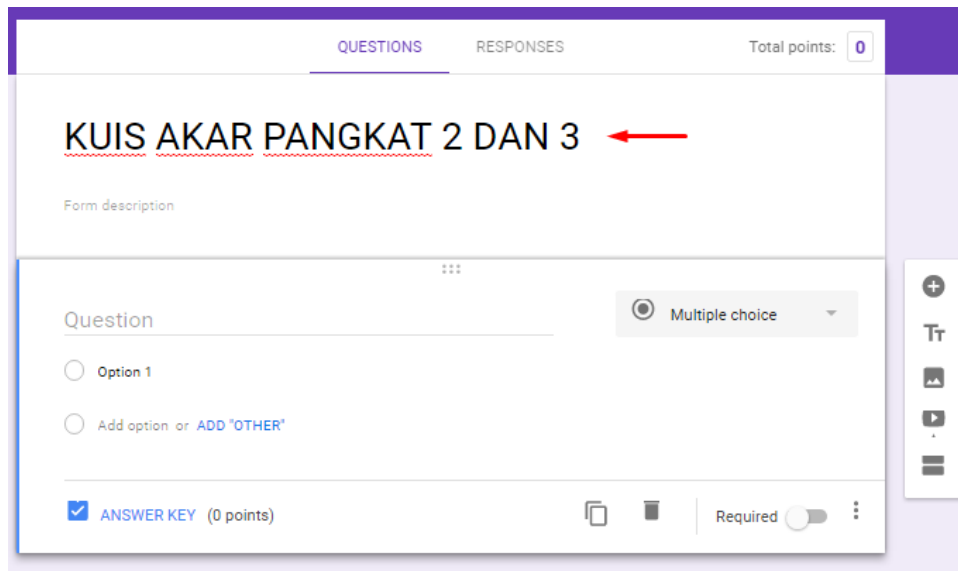 QUESTIONS RESPONSES Total points: 0
KUIS AKAR PANGKAT 2 DAN 3
Form description
Question
Multiple choice
Option 1
Add option or ADD "OTHER"
ANSWER KEY (0 points)
Required
TT